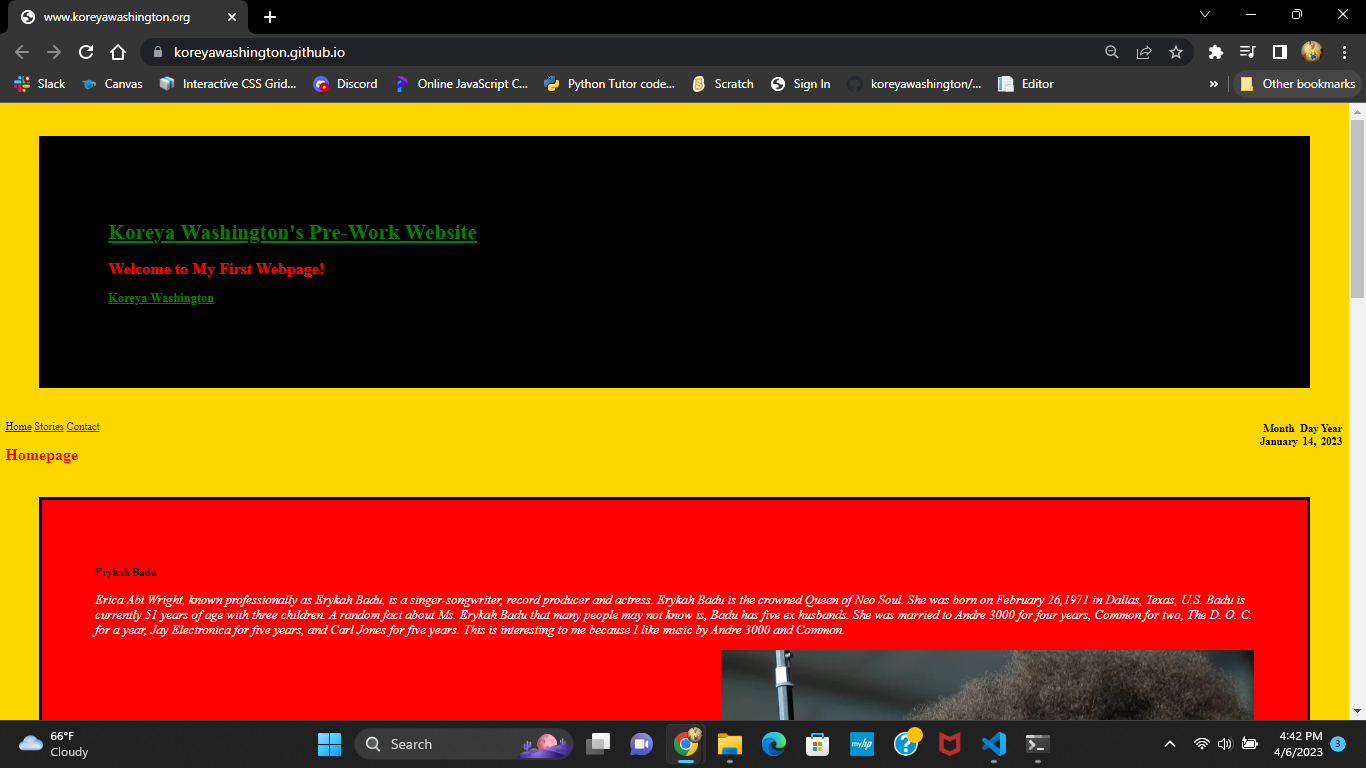 www.koreyawashington.org
koreyawashington.github.io
Slack Canvas Interactive CSS Grid... Discord Online JavaScript C... Python Tutor code... Scratch Sign In koreyawashington/... Editor » Other bookmarks
Koreya Washington's Pre-Work Website
Welcome to My First Webpage!
Koreya Washington
Home Stories Contact
Month Day Year
January 14, 2023
Homepage
Erykah Badu
Erica Abi Wright, known professionally as Erykah Badu, is a singer-songwriter, record producer and actress. Erykah Badu is the crowned Queen of Neo Soul. She was born on February 26,1971 in Dallas, Texas, U.S. Badu is
currently 51 years of age with three children. A random fact about Ms. Erykah Badu that many people may not know is, Badu has five ex husbands. She was married to Andre 3000 for four years, Common for two, The D. O. C.
for a year, Jay Electronica for five years, and Carl Jones for five years. This is interesting to me because I like music by Andre 3000 and Common.
66°F
Cloudy
Search
myhp
4:42 PM
4/6/2023
3